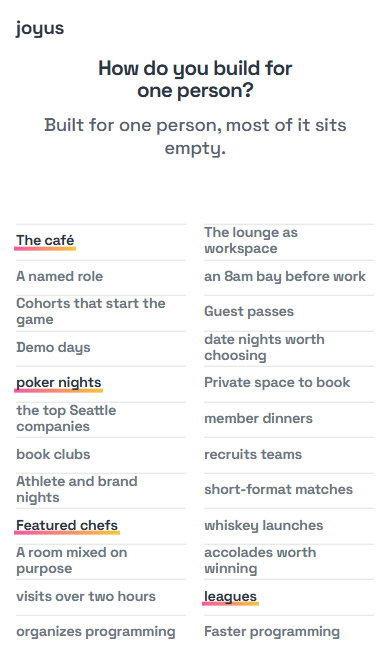 joyus
How do you build for
one person?
Built for one person, most of it sits
empty.
The café
The lounge as
workspace
A named role
an 8am bay before work
Cohorts that start the
game
Guest passes
Demo days
date nights worth
choosing
poker nights
Private space to book
the top Seattle
companies
member dinners
book clubs
recruits teams
Athlete and brand
nights
short-format matches
Featured chefs
whiskey launches
A room mixed on
purpose
accolades worth
winning
visits over two hours
leagues
organizes programming
Faster programming